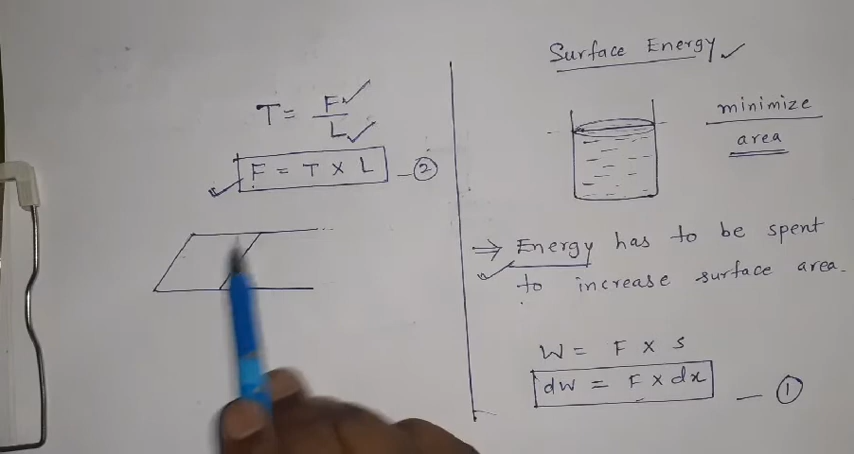 T = F/L
F = T X L — ②
Surface Energy
minimize
area
⇒ Energy has to be spent
to increase surface area.
W = F X S
dW = F X dx — ①